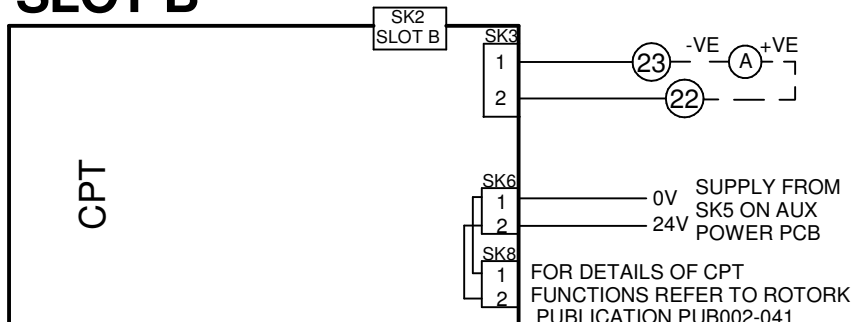 SLOT B
SK2
SLOT B
SK3
1
2
23
-VE
A
+VE
22
CPT
SK6
1
2
0V
24V
SUPPLY FROM
SK5 ON AUX
POWER PCB
SK8
1
2
FOR DETAILS OF CPT
FUNCTIONS REFER TO ROTORK
PUBLICATION PUB002-041